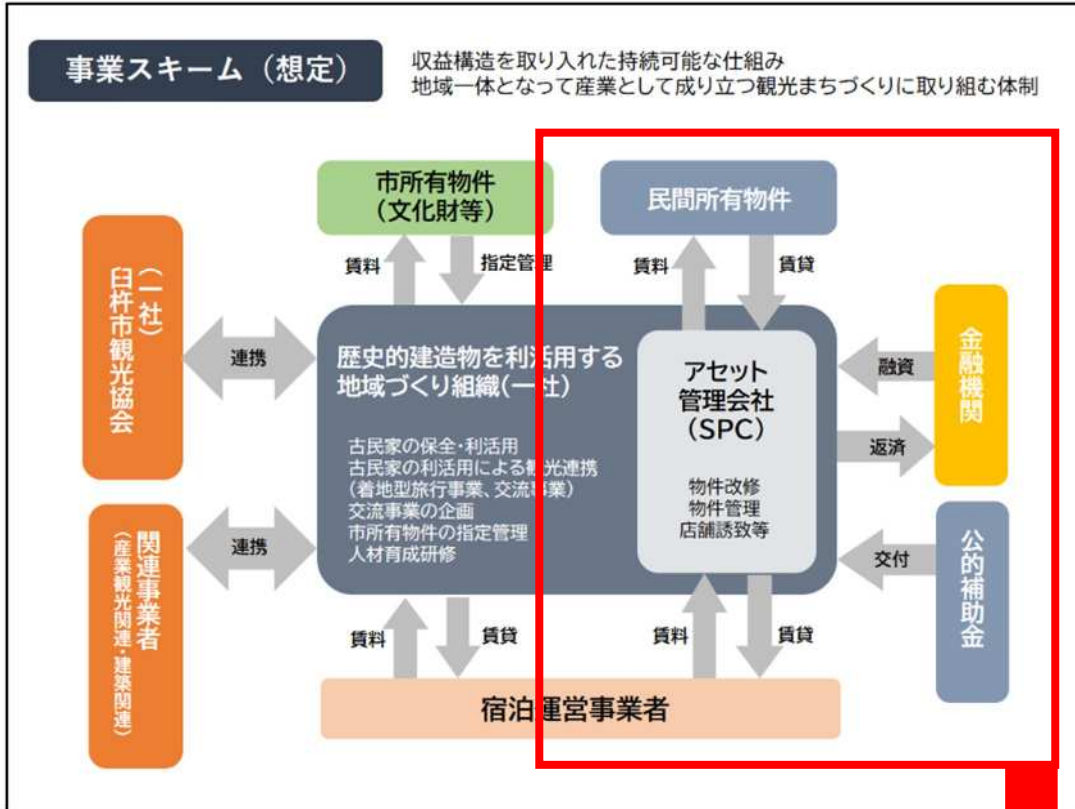 事業スキーム（想定）
収益構造を取り入れた持続可能な仕組み
地域一体となって産業として成り立つ観光まちづくりに取り組む体制
市所有物件
（文化財等）
民間所有物件
賃料
指定管理
賃料
賃貸
（一社）
臼杵市観光協会
連携
歴史的建造物を利活用する
地域づくり組織(一社)
古民家の保全・利活用
古民家の利活用による観光連携
(着地型旅行事業、交流事業)
交流事業の企画
市所有物件の指定管理
人材育成研修
アセット
管理会社
(SPC)
物件改修
物件管理
店舗誘致等
融資
返済
金融機関
関連事業者
（産業観光関連・建築関連）
連携
交付
公的補助金
賃料
賃貸
賃料
賃貸
宿泊運営事業者